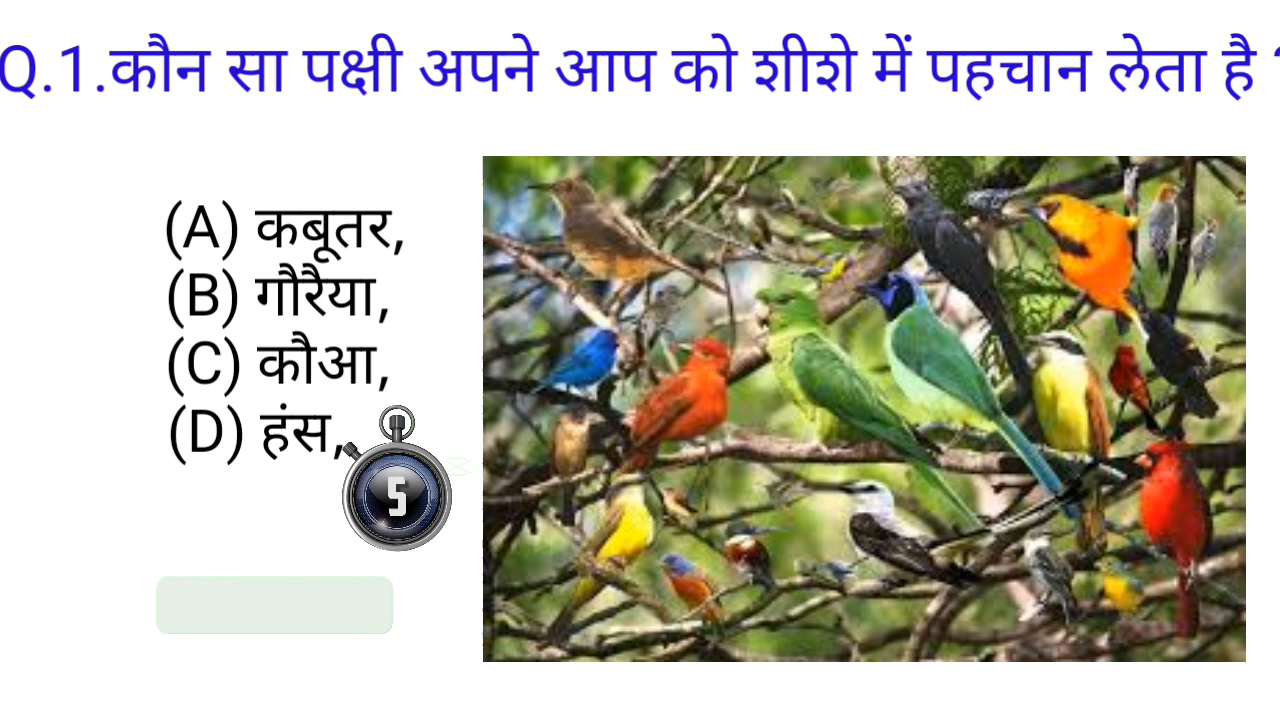 Q.1.कौन सा पक्षी अपने आप को शीशे में पहचान लेता है ?
(A) कबूतर,
(B) गौरैया,
(C) कौआ,
(D) हंस,
5